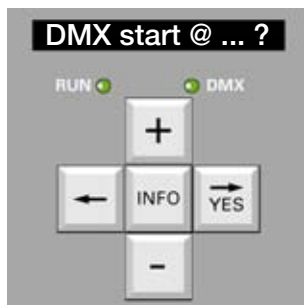 DMX start @ ... ?
RUN DMX
+
← INFO → YES
-